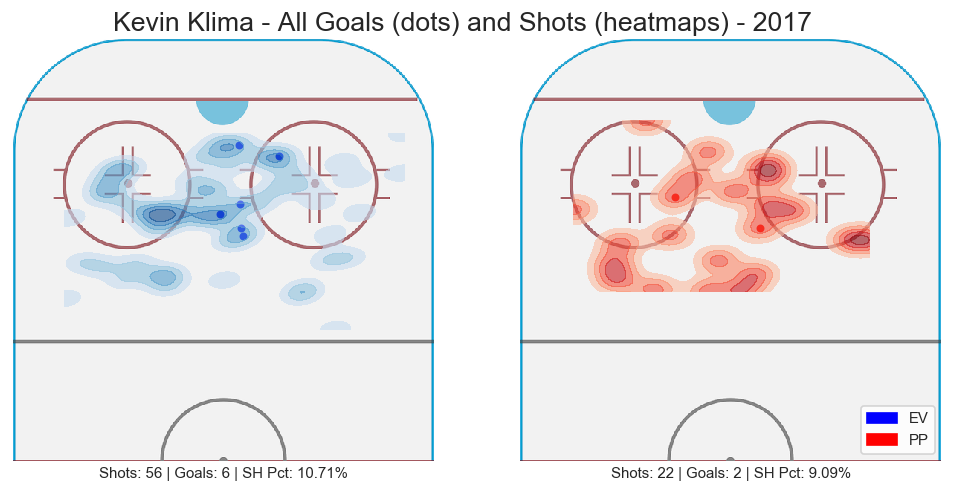 Kevin Klima - All Goals (dots) and Shots (heatmaps) - 2017
EV
PP
Shots: 56 | Goals: 6 | SH Pct: 10.71%
Shots: 22 | Goals: 2 | SH Pct: 9.09%